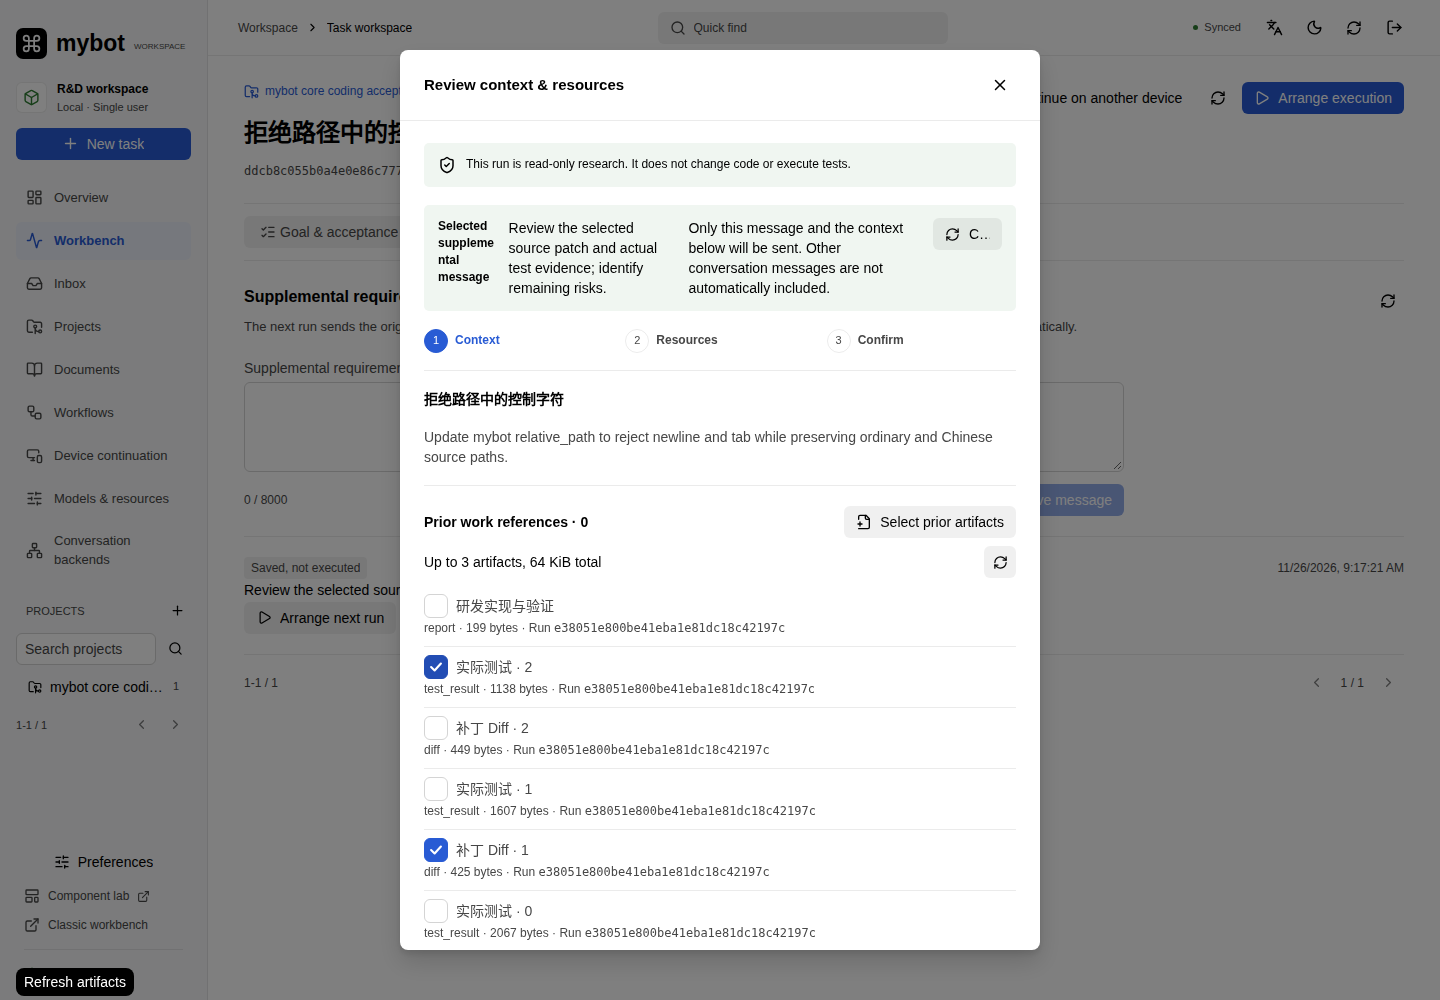 mybot WORKSPACE
R&D workspace
Local · Single user
New task
Overview
Workbench
Inbox
Projects
Documents
Workflows
Device continuation
Models & resources
Conversation
backends
PROJECTS
Search projects
mybot core codi… 1
1-1 / 1
Preferences
Component lab
Classic workbench
Refresh artifacts
Workspace > Task workspace
Quick find
Synced
mybot core coding accept
tinue on another device
Arrange execution
拒绝路径中的控
ddcb8c055b0a4e0e86c777
Goal & acceptance
Supplemental require
The next run sends the orig
tically.
Supplemental requiremen
0 / 8000
ve message
Saved, not executed
11/26/2026, 9:17:21 AM
Review the selected sour
Arrange next run
1-1 / 1
1 / 1
Review context & resources
This run is read-only research. It does not change code or execute tests.
Selected
suppleme
ntal
message
Review the selected
source patch and actual
test evidence; identify
remaining risks.
Only this message and the context
below will be sent. Other
conversation messages are not
automatically included.
C…
1 Context
2 Resources
3 Confirm
拒绝路径中的控制字符
Update mybot relative_path to reject newline and tab while preserving ordinary and Chinese
source paths.
Prior work references · 0
Select prior artifacts
Up to 3 artifacts, 64 KiB total
研发实现与验证
report · 199 bytes · Run e38051e800be41eba1e81dc18c42197c
实际测试 · 2
test_result · 1138 bytes · Run e38051e800be41eba1e81dc18c42197c
补丁 Diff · 2
diff · 449 bytes · Run e38051e800be41eba1e81dc18c42197c
实际测试 · 1
test_result · 1607 bytes · Run e38051e800be41eba1e81dc18c42197c
补丁 Diff · 1
diff · 425 bytes · Run e38051e800be41eba1e81dc18c42197c
实际测试 · 0
test_result · 2067 bytes · Run e38051e800be41eba1e81dc18c42197c